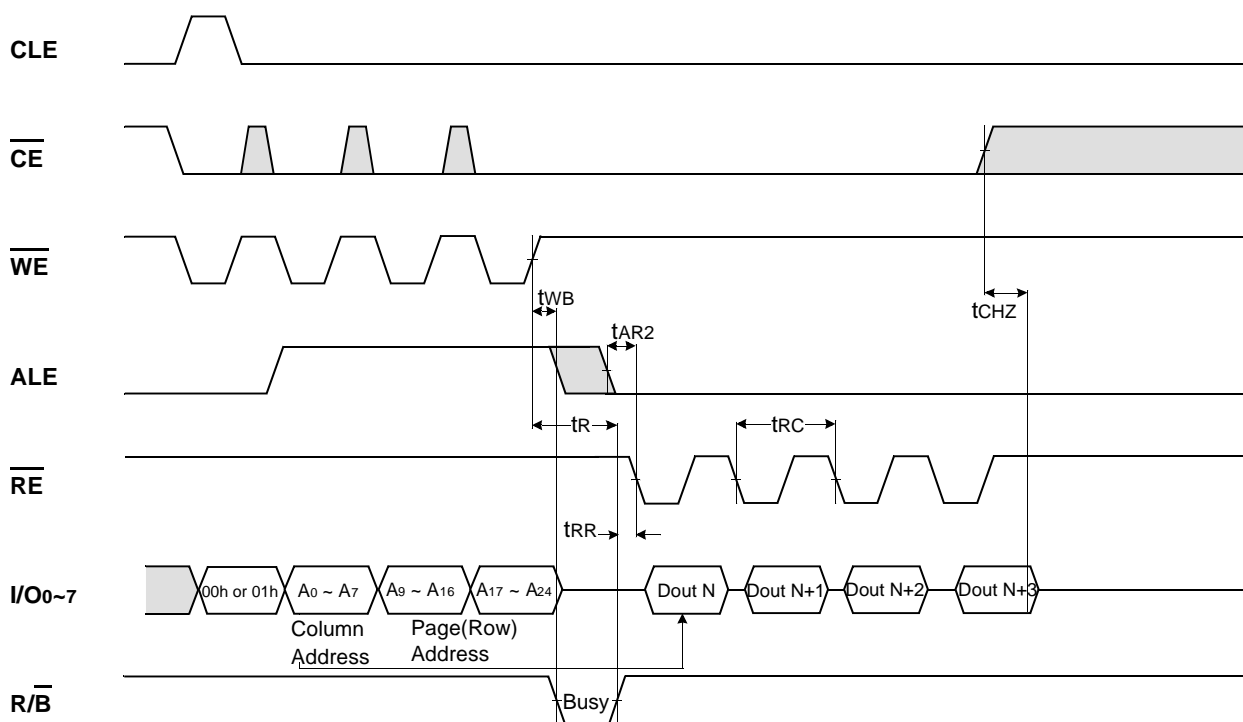 CLE
CE
WE
tWB
tCHZ
tAR2
ALE
tR
tRC
RE
tRR
I/O0~7
00h or 01h
A0 ~ A7
A9 ~ A16
A17 ~ A24
Dout N
Dout N+1
Dout N+2
Dout N+3
Column
Address
Page(Row)
Address
R/B
Busy